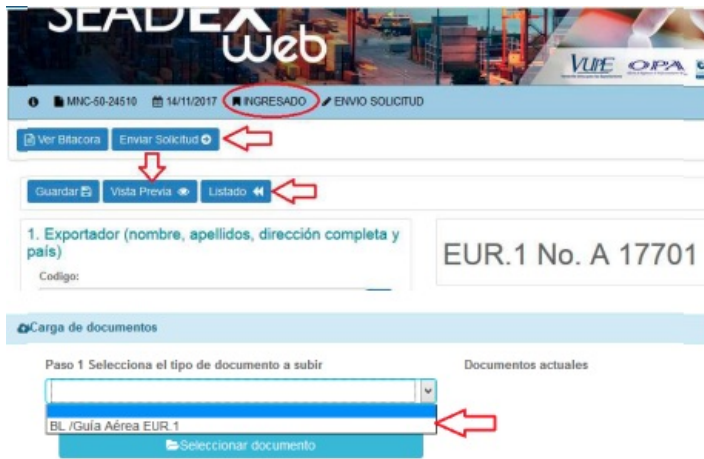 SEADEX
web
VUPE OPA
MNC-50-24510 14/11/2017 INGRESADO ENVIO SOLICITUD
Ver Bitacora Enviar Solicitud
Guardar Vista Previa Listado
1. Exportador (nombre, apellidos, dirección completa y
país)
EUR.1 No. A 17701
Codigo:
Carga de documentos
Paso 1 Selecciona el tipo de documento a subir Documentos actuales
BL /Guía Aérea EUR.1
Seleccionar documento